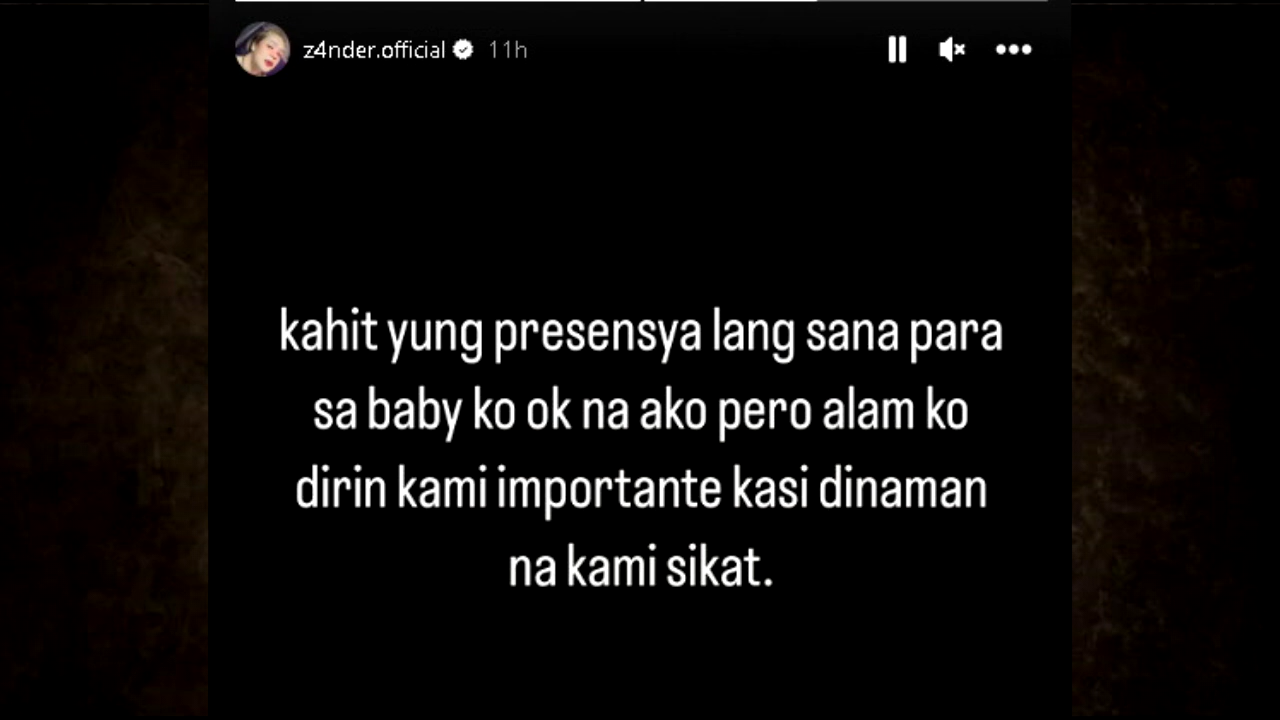 z4nder.official 11h
kahit yung presensya lang sana para
sa baby ko ok na ako pero alam ko
dirin kami importante kasi dinaman
na kami sikat.